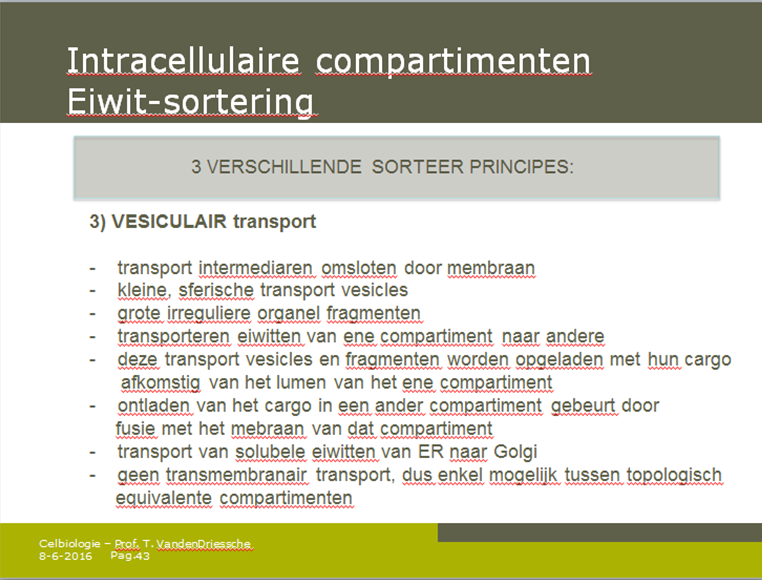 Intracellulaire compartimenten
Eiwit-sortering
3 VERSCHILLENDE SORTEER PRINCIPES:
3) VESICULAIR transport
- transport intermediaren omsloten door membraan
- kleine, sferische transport vesicles
- grote irreguliere organel fragmenten
- transporteren eiwitten van ene compartiment naar andere
- deze transport vesicles en fragmenten worden opgeladen met hun cargo
afkomstig van het lumen van het ene compartiment
- ontladen van het cargo in een ander compartiment gebeurt door
fusie met het mebraan van dat compartiment
- transport van solubele eiwitten van ER naar Golgi
- geen transmembranair transport, dus enkel mogelijk tussen topologisch
equivalente compartimenten
Celbiologie – Prof. T. VandenDriessche
8-6-2016 Pag.43